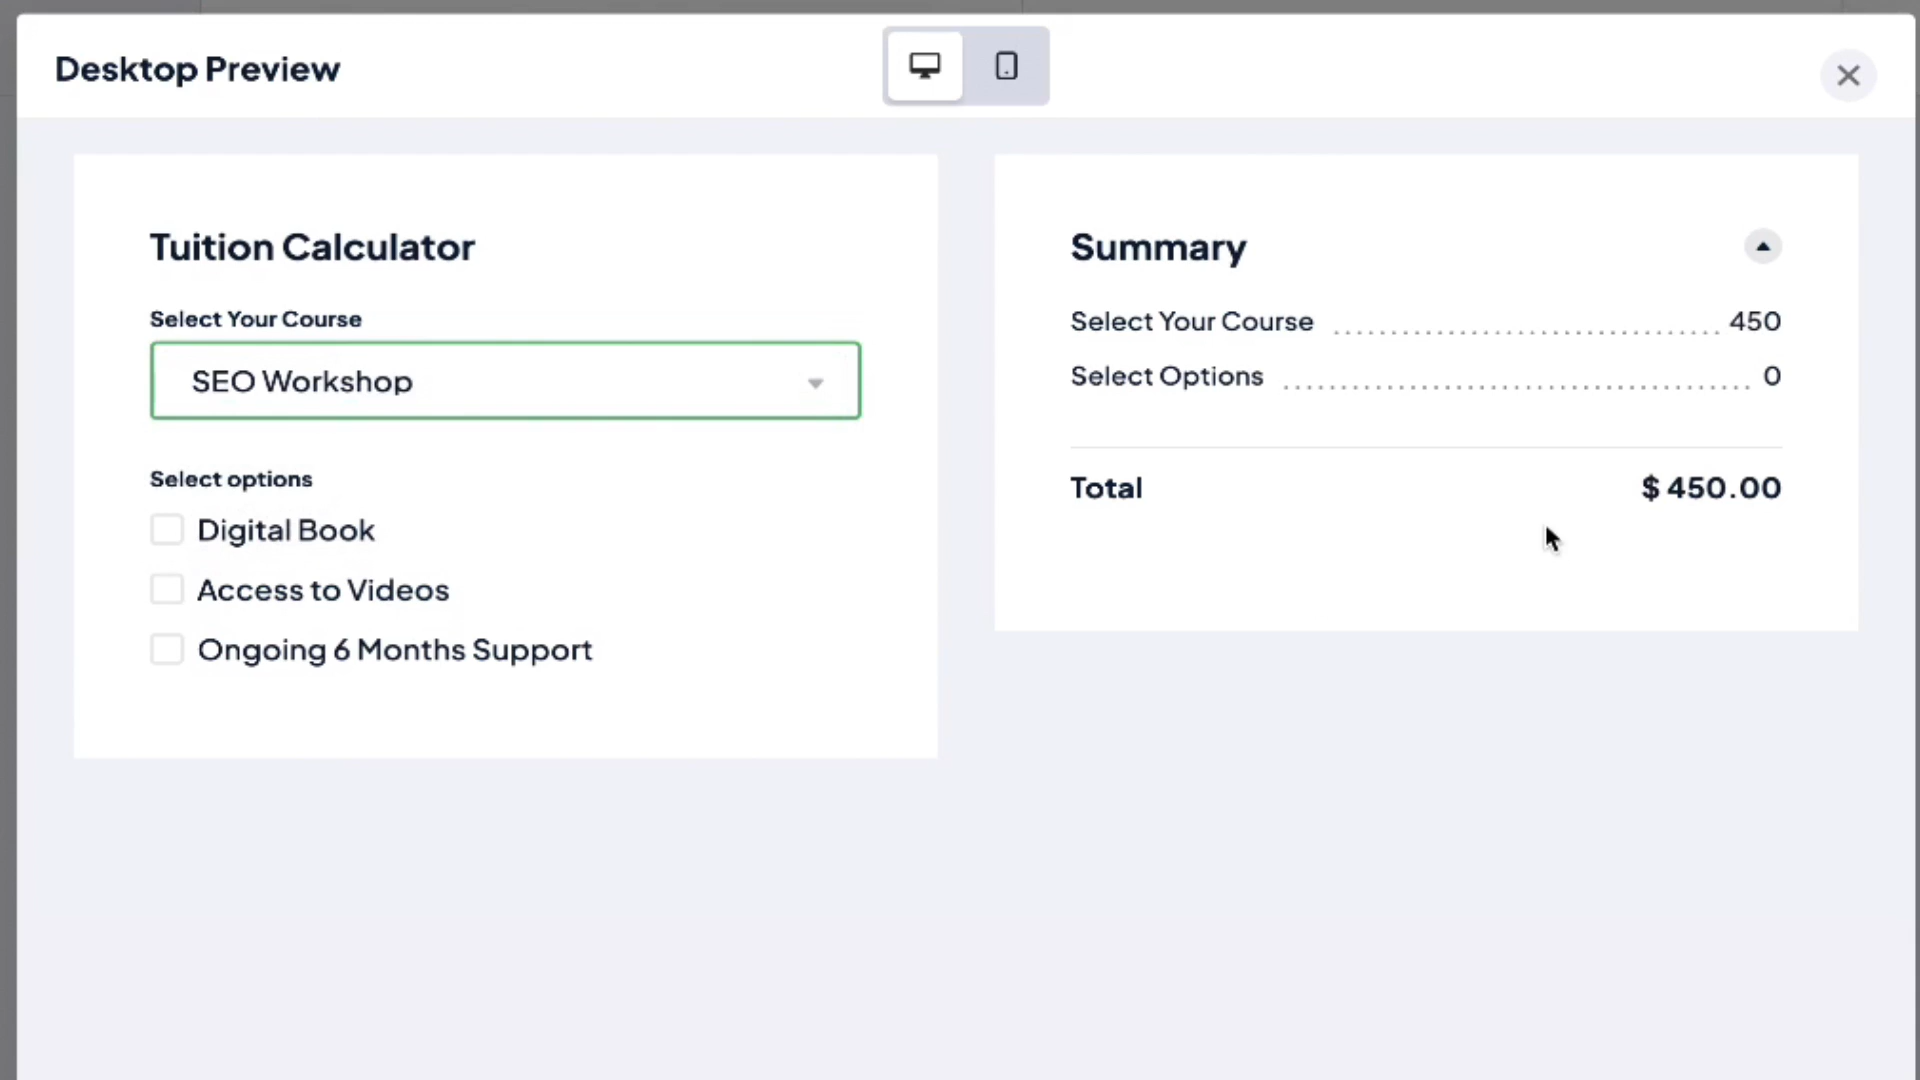 Desktop Preview
Tuition Calculator
Select Your Course
SEO Workshop
Select options
Digital Book
Access to Videos
Ongoing 6 Months Support
Summary
Select Your Course 450
Select Options 0
Total $ 450.00